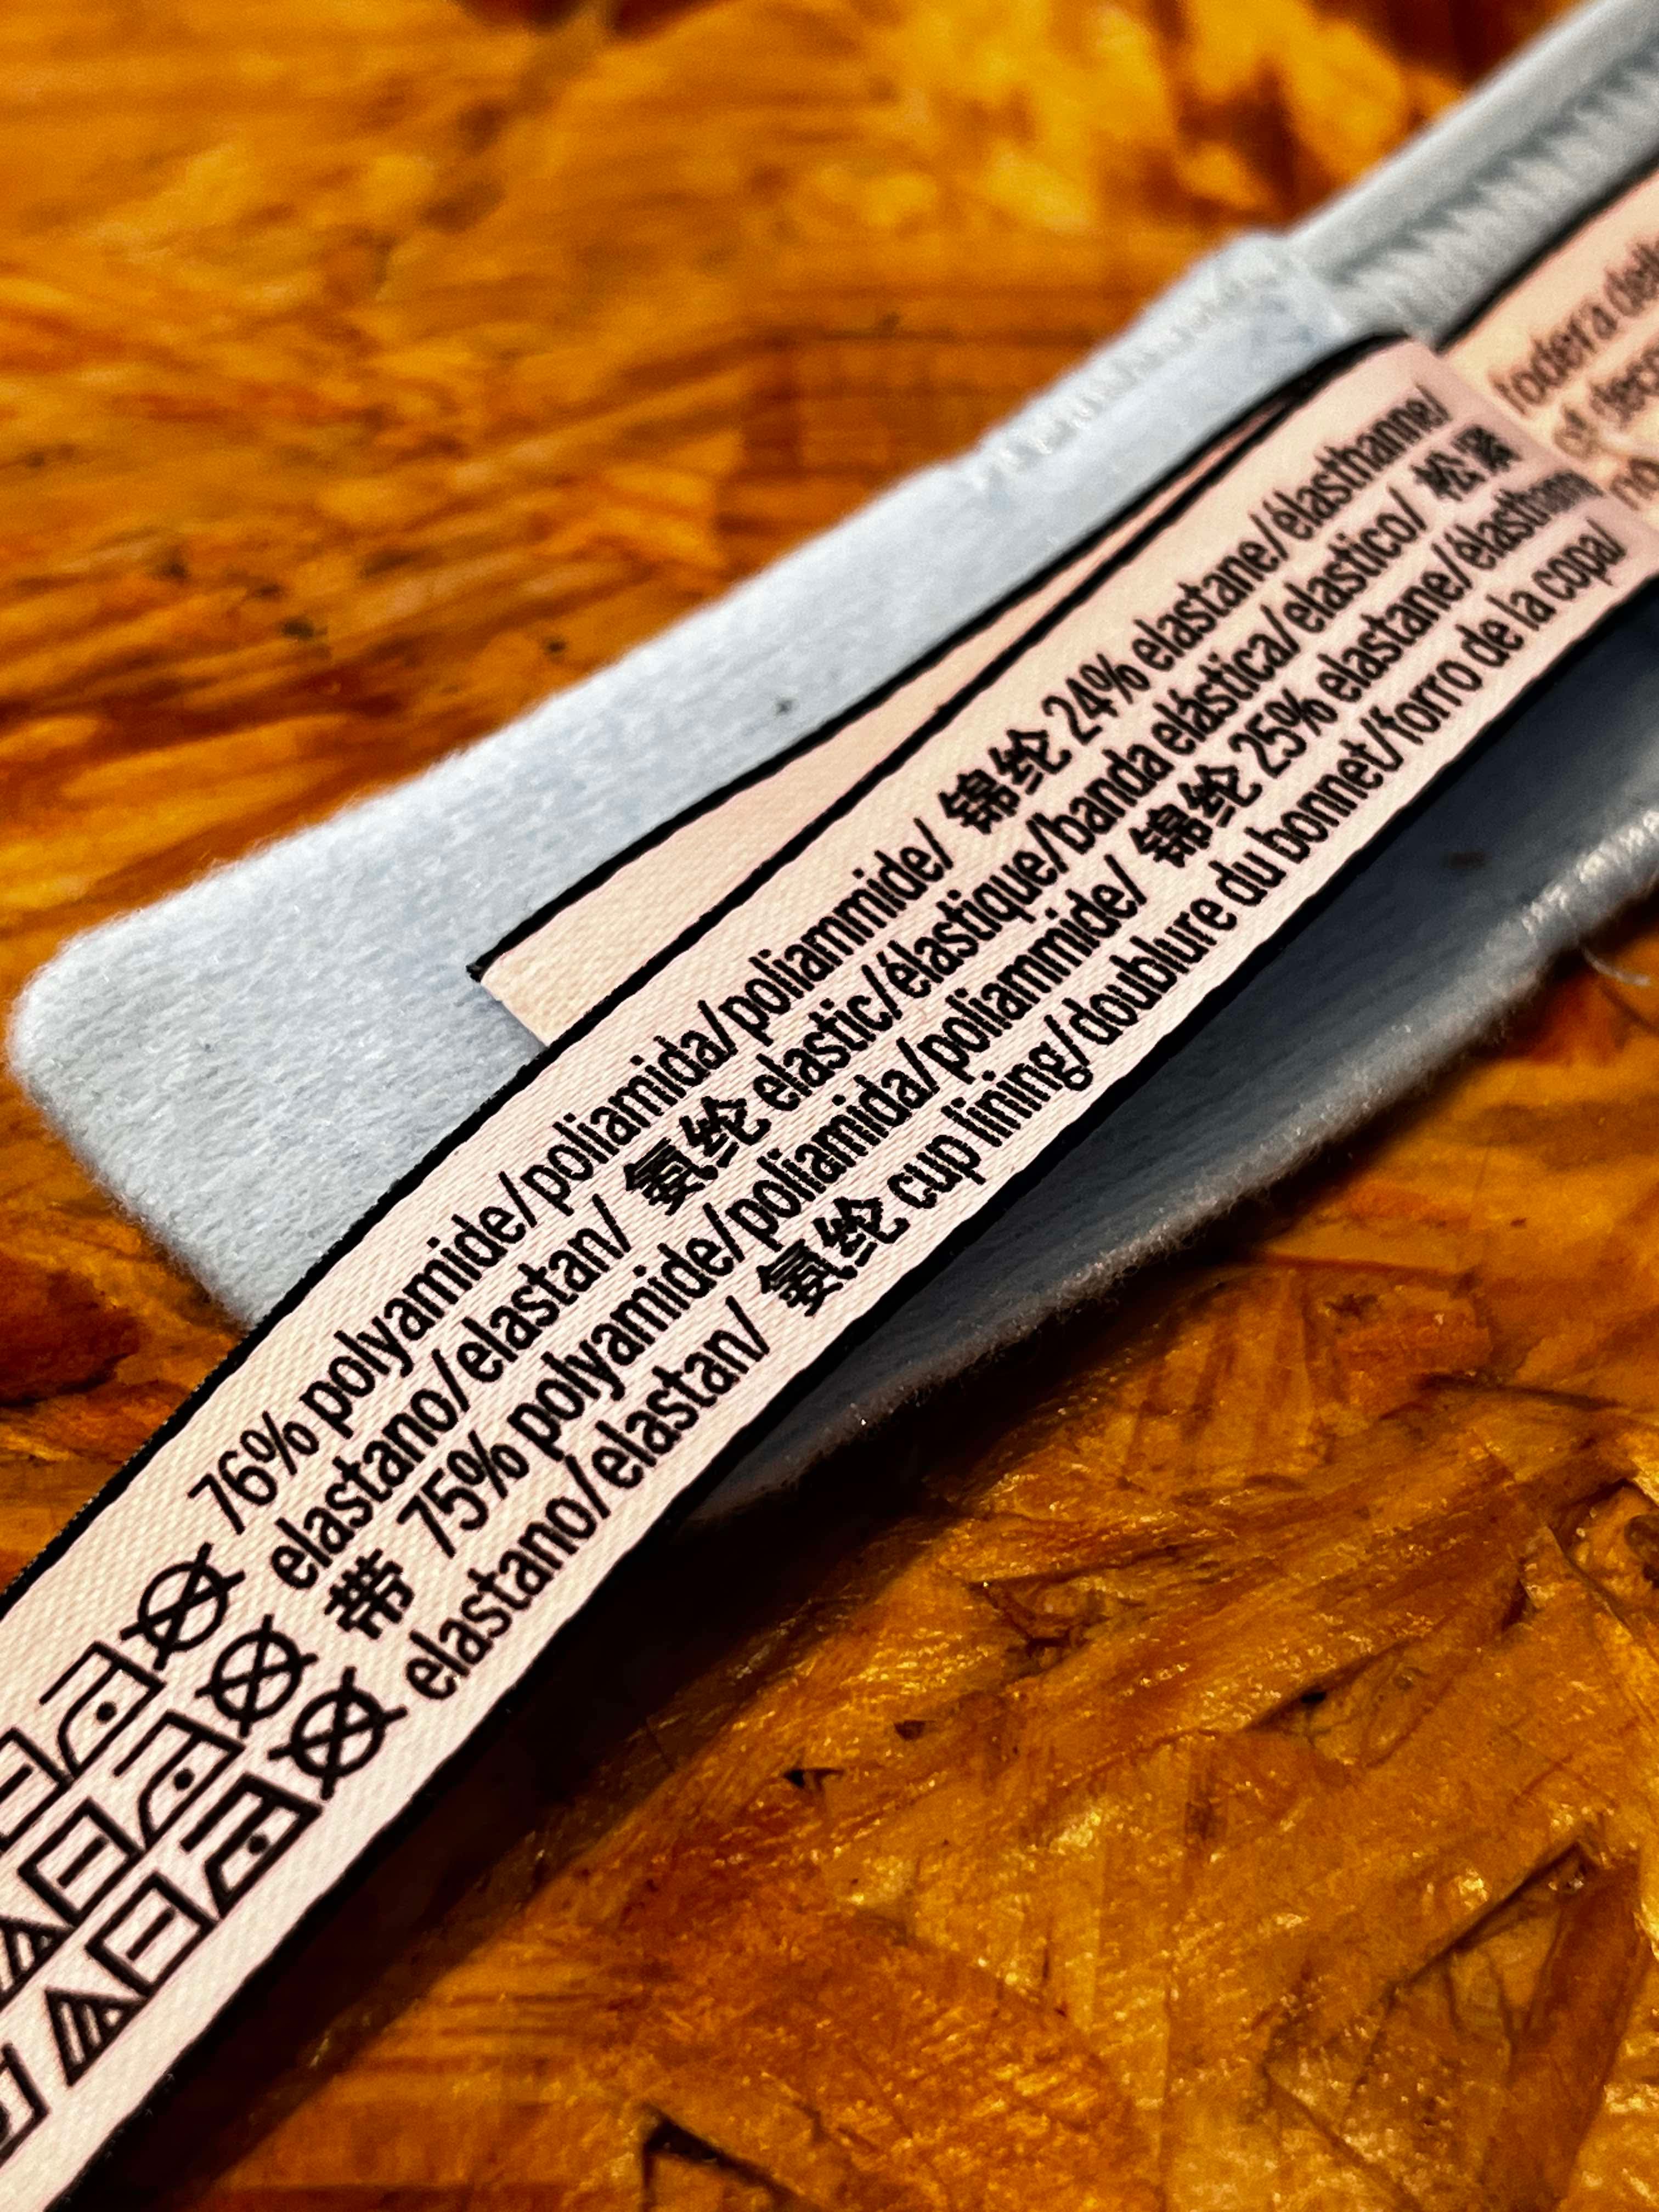 76% polyamide/poliamida/poliammide/ 锦纶 24% elastane/élasthanne/
elastano/elastan/ 氨纶 elastic/élastique/banda elástica/elastico/ 松紧
带 75% polyamide/poliamida/poliammide/ 锦纶 25% elastane/élasthanne/
elastano/elastan/ 氨纶 cup lining/doublure du bonnet/forro de la copa/
fodera
of
no